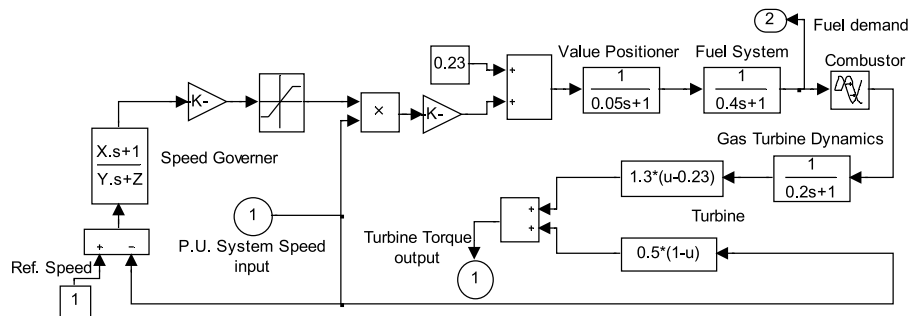 2
Fuel demand
Value Positioner
Fuel System
Combustor
0.23
+
+
1
0.05s+1
1
0.4s+1
K-
×
K-
X.s+1
Y.s+Z
Speed Governer
Gas Turbine Dynamics
1.3*(u-0.23)
1
0.2s+1
1
P.U. System Speed
input
+
+
Turbine
Turbine Torque
output
0.5*(1-u)
+ -
Ref. Speed
1
1